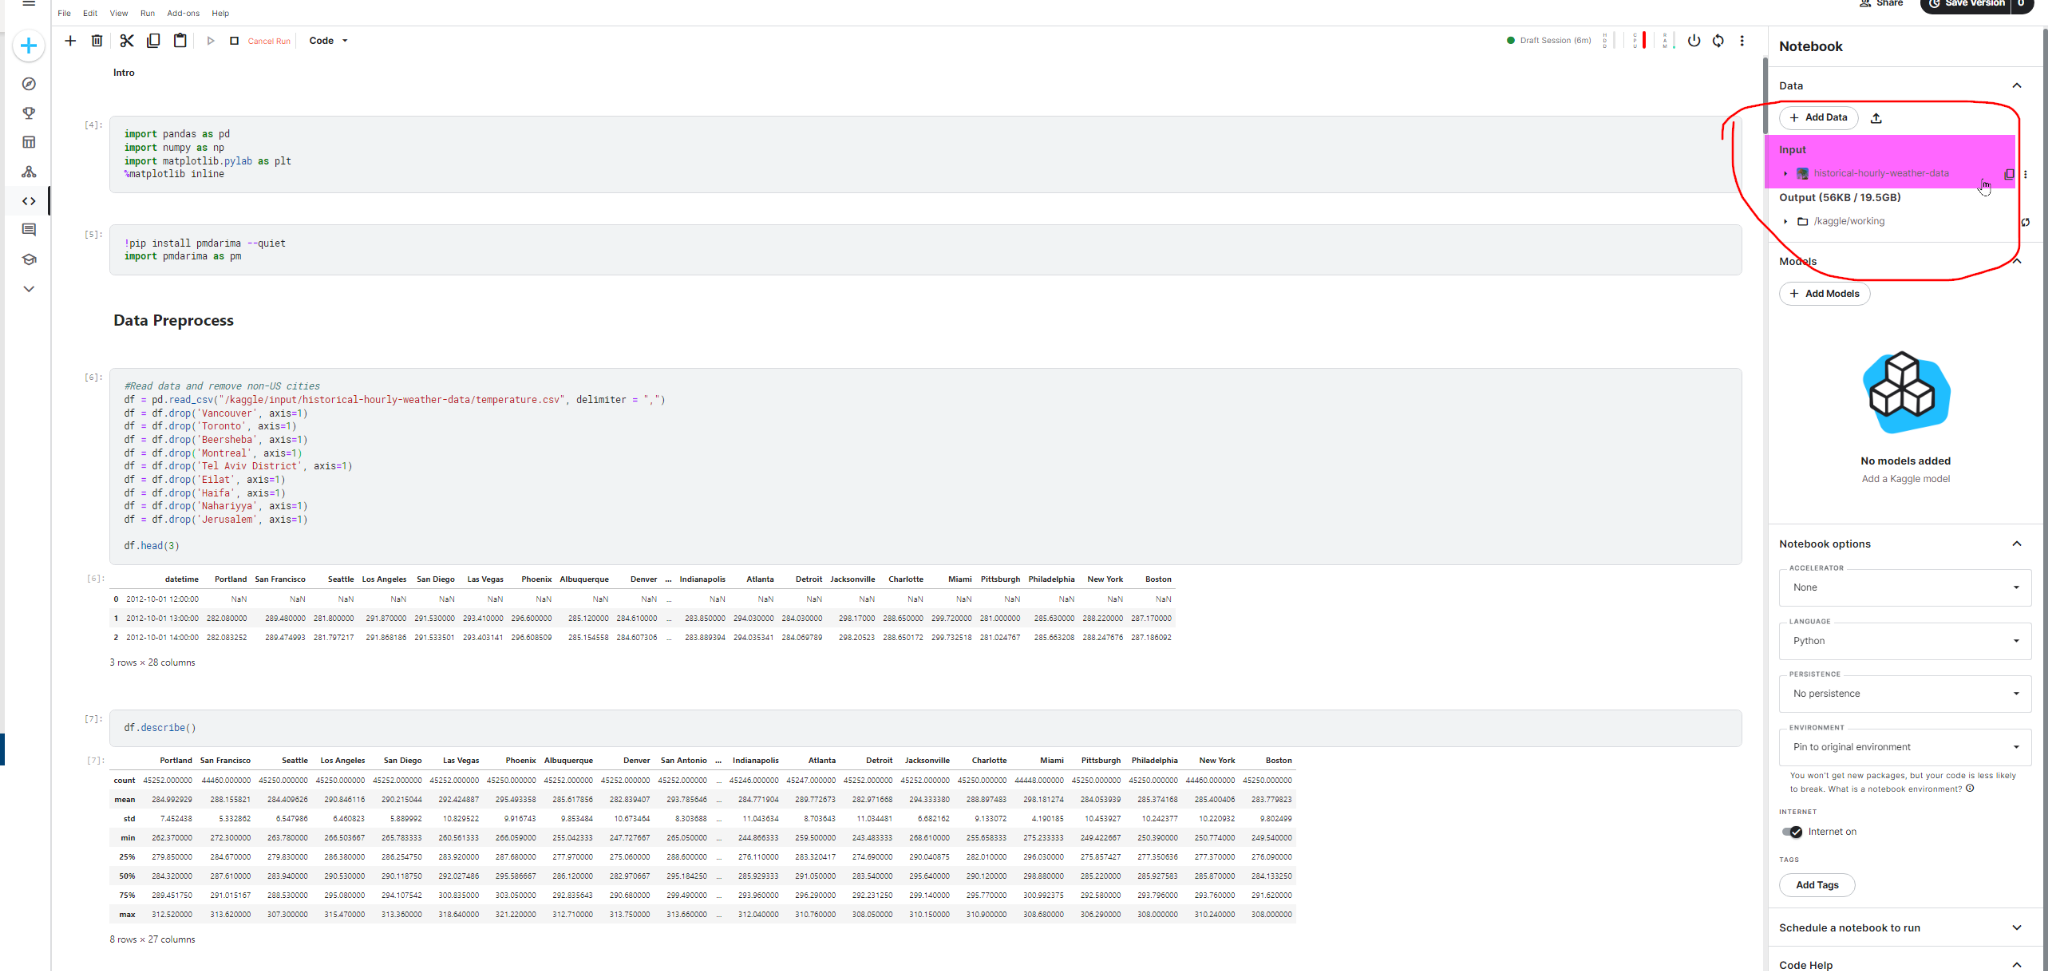 File Edit View Run Add-ons Help
Share Save Version 0
Cancel Run Code Draft Session (6m)
Notebook
Intro
Data
Add Data
[4]:
import pandas as pd
import numpy as np
import matplotlib.pylab as plt
%matplotlib inline
Input
historical-hourly-weather-data
Output (56KB / 19.5GB)
/kaggle/working
[5]:
!pip install pmdarima --quiet
import pmdarima as pm
Models
Add Models
No models added
Add a Kaggle model
Data Preprocess
[6]:
#Read data and remove non-US cities
df = pd.read_csv("/kaggle/input/historical-hourly-weather-data/temperature.csv", delimiter = ",")
df = df.drop('Vancouver', axis=1)
df = df.drop('Toronto', axis=1)
df = df.drop('Beersheba', axis=1)
df = df.drop('Montreal', axis=1)
df = df.drop('Tel Aviv District', axis=1)
df = df.drop('Eilat', axis=1)
df = df.drop('Haifa', axis=1)
df = df.drop('Nahariyya', axis=1)
df = df.drop('Jerusalem', axis=1)
df.head(3)
[6]:
datetime Portland San Francisco Seattle Los Angeles San Diego Las Vegas Phoenix Albuquerque Denver ... Indianapolis Atlanta Detroit Jacksonville Charlotte Miami Pittsburgh Philadelphia New York Boston
0 2012-10-01 12:00:00 NaN NaN NaN NaN NaN NaN NaN NaN NaN ... NaN NaN NaN NaN NaN NaN NaN NaN NaN NaN
1 2012-10-01 13:00:00 282.080000 289.480000 281.800000 291.870000 291.530000 293.410000 296.600000 285.120000 284.610000 ... 283.850000 294.030000 284.030000 298.17000 288.650000 299.720000 281.000000 285.630000 288.220000 287.170000
2 2012-10-01 14:00:00 282.083252 289.474993 281.797217 291.868186 291.533501 293.403141 296.608509 285.154558 284.607306 ... 283.889394 294.035341 284.069789 298.20523 288.650172 299.732518 281.024767 285.663208 288.247676 287.186092
3 rows × 28 columns
[7]:
df.describe()
[7]:
Portland San Francisco Seattle Los Angeles San Diego Las Vegas Phoenix Albuquerque Denver San Antonio ... Indianapolis Atlanta Detroit Jacksonville Charlotte Miami Pittsburgh Philadelphia New York Boston
count 45252.000000 44460.000000 45250.000000 45250.000000 45252.000000 45252.000000 45250.000000 45252.000000 45252.000000 45252.000000 ... 45246.000000 45247.000000 45252.000000 45252.000000 45250.000000 44448.000000 45250.000000 45250.000000 44460.000000 45250.000000
mean 284.992929 288.155821 284.409626 290.846116 290.215044 292.424887 295.493358 285.617856 282.839407 293.785646 ... 284.771904 289.772673 282.971668 294.333380 288.897483 298.181274 284.053939 285.374168 285.400406 283.779823
std 7.452438 5.332862 6.547986 6.460823 5.889992 10.829522 9.916743 9.853484 10.673464 8.303688 ... 11.043634 8.703643 11.034481 6.682162 9.133072 4.190185 10.453927 10.242377 10.220932 9.802499
min 262.370000 272.300000 263.780000 266.503667 265.783333 260.561333 266.059000 255.042333 247.727667 265.050000 ... 244.866333 259.500000 243.483333 268.610000 255.658333 275.233333 249.422667 250.390000 250.774000 249.540000
25% 279.850000 284.670000 279.830000 286.380000 286.254750 283.920000 287.680000 277.970000 275.060000 288.600000 ... 276.110000 283.320417 274.690000 290.040875 282.010000 296.030000 275.857427 277.350636 277.370000 276.090000
50% 284.320000 287.610000 283.940000 290.530000 290.118750 292.027486 295.586667 286.120000 282.970667 295.184250 ... 285.929333 291.050000 283.540000 295.640000 290.120000 298.880000 285.220000 285.927583 285.870000 284.133250
75% 289.451750 291.015167 288.530000 295.080000 294.107542 300.835000 303.050000 292.835643 290.680000 299.490000 ... 293.960000 296.290000 292.231250 299.140000 295.770000 300.992375 292.580000 293.796000 293.760000 291.620000
max 312.520000 313.620000 307.300000 315.470000 313.360000 318.640000 321.220000 312.710000 313.750000 313.660000 ... 312.040000 310.760000 308.050000 310.150000 310.900000 308.680000 306.290000 308.000000 310.240000 308.000000
8 rows × 27 columns
Notebook options
ACCELERATOR
None
LANGUAGE
Python
PERSISTENCE
No persistence
ENVIRONMENT
Pin to original environment
You won't get new packages, but your code is less likely
to break. What is a notebook environment?
INTERNET
Internet on
TAGS
Add Tags
Schedule a notebook to run
Code Help